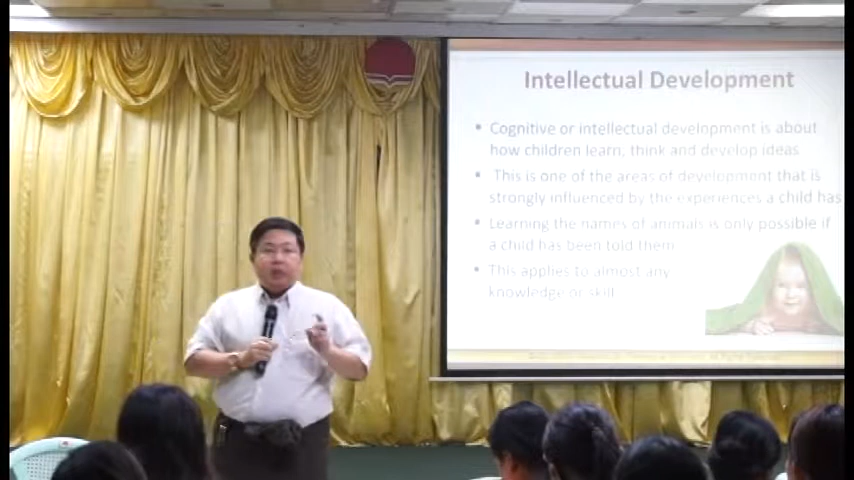 Intellectual Development
• Cognitive or intellectual development is about
how children learn, think and develop ideas
• This is one of the areas of development that is
strongly influenced by the experiences a child has
• Learning the names of animals is only possible if
a child has been told them
• This applies to almost any
knowledge or skill